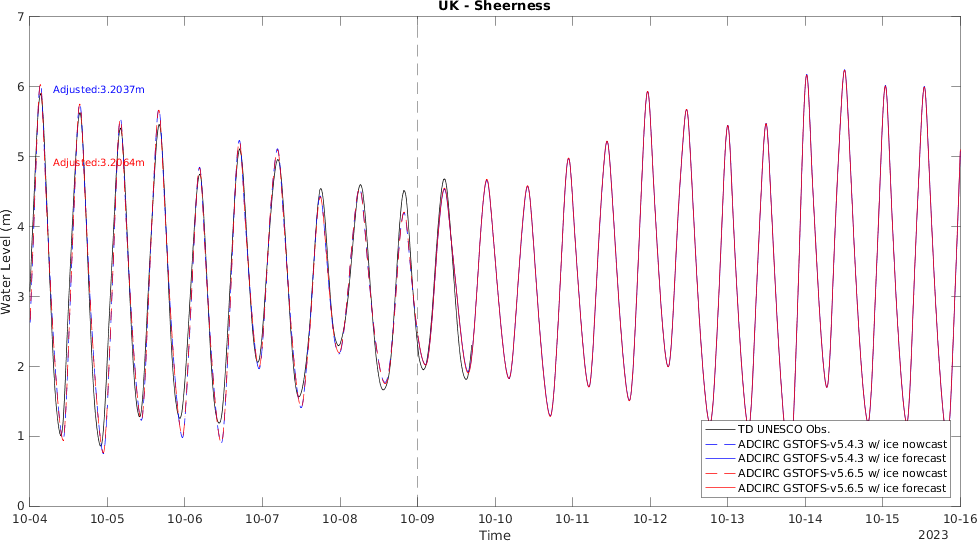 UK - Sheerness
7
6
5
4
3
2
1
0
Water Level (m)
Adjusted:3.2037m
Adjusted:3.2064m
TD UNESCO Obs.
ADCIRC GSTOFS-v5.4.3 w/ ice nowcast
ADCIRC GSTOFS-v5.4.3 w/ ice forecast
ADCIRC GSTOFS-v5.6.5 w/ ice nowcast
ADCIRC GSTOFS-v5.6.5 w/ ice forecast
10-04 10-05 10-06 10-07 10-08 10-09 10-10 10-11 10-12 10-13 10-14 10-15 10-16
Time
2023